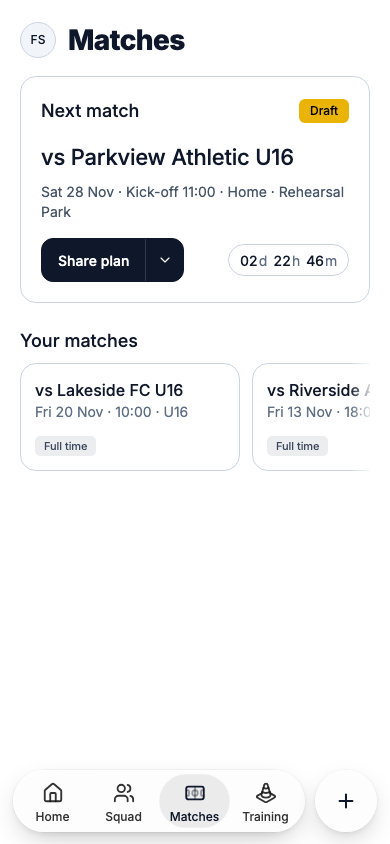 FS Matches
Next match
Draft
vs Parkview Athletic U16
Sat 28 Nov · Kick-off 11:00 · Home · Rehearsal
Park
Share plan
02d 22h 46m
Your matches
vs Lakeside FC U16
Fri 20 Nov · 10:00 · U16
Full time
vs Riverside
Fri 13 Nov · 18:0
Full time
Home
Squad
Matches
Training